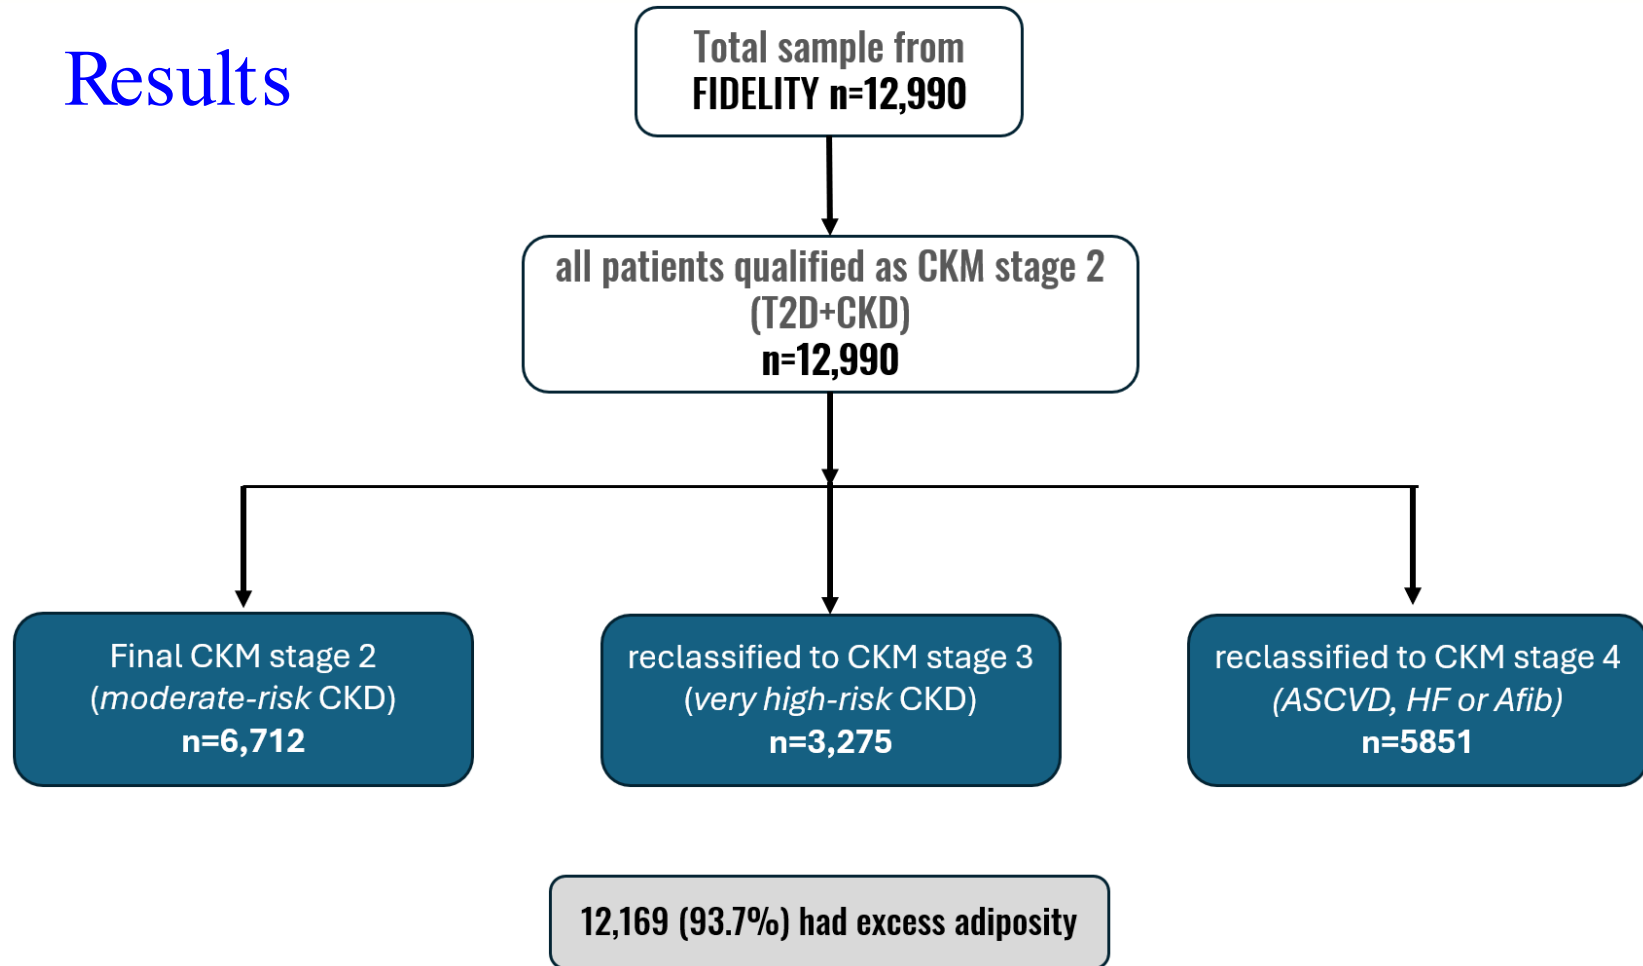 Results
Total sample from
FIDELITY n=12,990
all patients qualified as CKM stage 2
(T2D+CKD)
n=12,990
Final CKM stage 2
(moderate-risk CKD)
n=6,712
reclassified to CKM stage 3
(very high-risk CKD)
n=3,275
reclassified to CKM stage 4
(ASCVD, HF or Afib)
n=5851
12,169 (93.7%) had excess adiposity